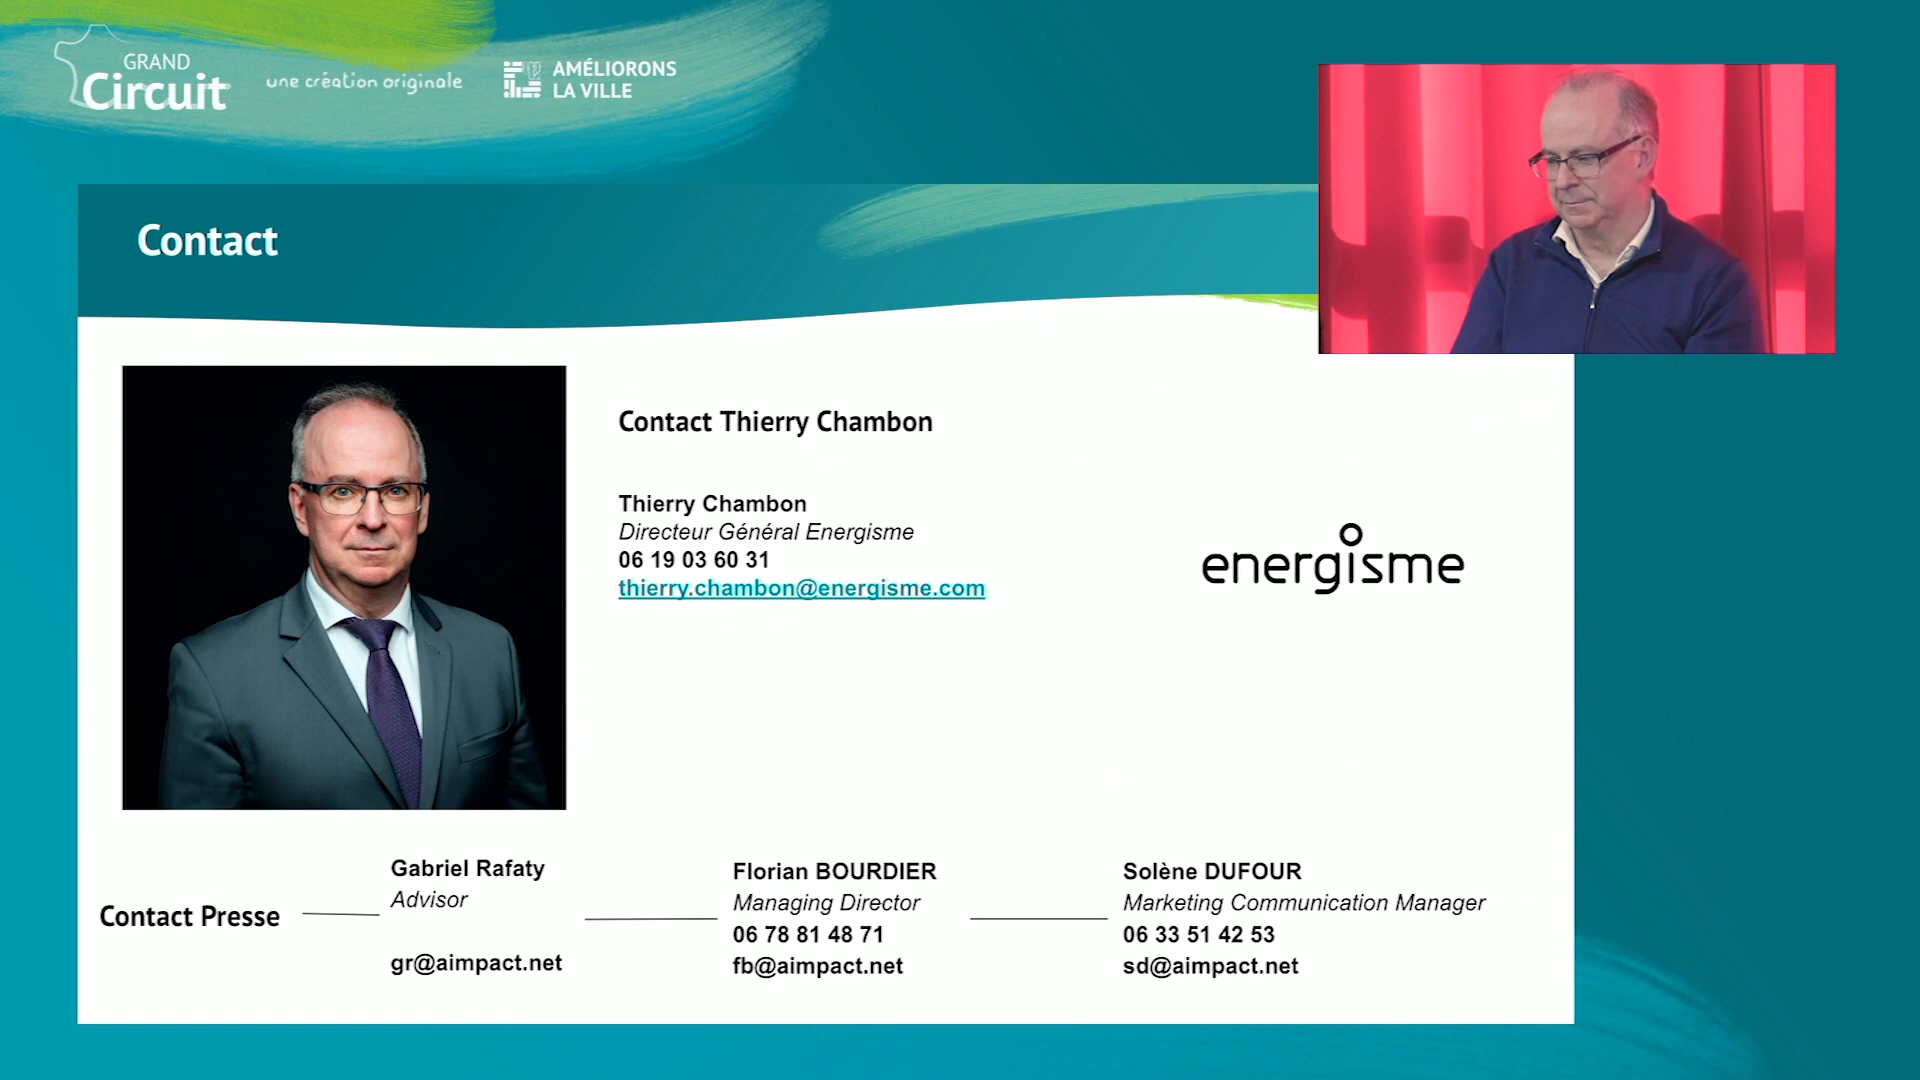 GRAND
Circuit
une création originale
AMÉLIORONS
LA VILLE
Contact
Contact Thierry Chambon
Thierry Chambon
Directeur Général Energisme
06 19 03 60 31
thierry.chambon@energisme.com
energisme
Contact Presse
Gabriel Rafaty
Advisor
gr@aimpact.net
Florian BOURDIER
Managing Director
06 78 81 48 71
fb@aimpact.net
Solène DUFOUR
Marketing Communication Manager
06 33 51 42 53
sd@aimpact.net